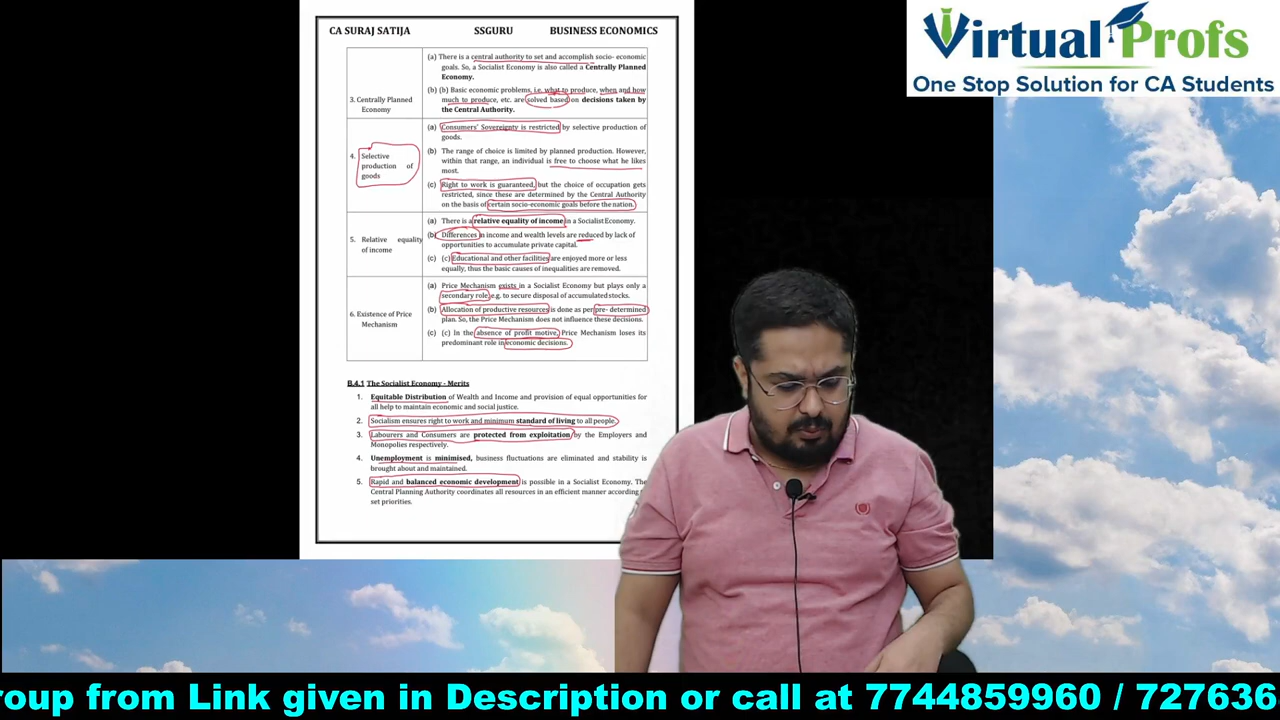 CA SURAJ SATIJA SSGURU BUSINESS ECONOMICS
Virtual Profs
One Stop Solution for CA Students
(a) There is a central authority to set and accomplish socio- economic
goals. So, a Socialist Economy is also called a Centrally Planned
Economy.
3. Centrally Planned
Economy
(b) (b) Basic economic problems, i.e. what to produce, when and how
much to produce, etc. are solved based on decisions taken by
the Central Authority.
4. Selective
production of
goods
(a) Consumers' Sovereignty is restricted by selective production of
goods.
(b) The range of choice is limited by planned production. However,
within that range, an individual is free to choose what he likes
most.
(c) Right to work is guaranteed, but the choice of occupation gets
restricted, since these are determined by the Central Authority
on the basis of certain socio-economic goals before the nation.
5. Relative equality
of income
(a) There is a relative equality of income in a Socialist Economy.
(b) Differences in income and wealth levels are reduced by lack of
opportunities to accumulate private capital.
(c) (c) Educational and other facilities are enjoyed more or less
equally, thus the basic causes of inequalities are removed.
6. Existence of Price
Mechanism
(a) Price Mechanism exists in a Socialist Economy but plays only a
secondary role, e.g. to secure disposal of accumulated stocks.
(b) Allocation of productive resources is done as per pre- determined
plan. So, the Price Mechanism does not influence these decisions.
(c) (c) In the absence of profit motive, Price Mechanism loses its
predominant role in economic decisions.
B.4.1 The Socialist Economy - Merits
1. Equitable Distribution of Wealth and Income and provision of equal opportunities for
all help to maintain economic and social justice.
2. Socialism ensures right to work and minimum standard of living to all people.
3. Labourers and Consumers are protected from exploitation by the Employers and
Monopolies respectively.
4. Unemployment is minimised, business fluctuations are eliminated and stability is
brought about and maintained.
5. Rapid and balanced economic development is possible in a Socialist Economy. The
Central Planning Authority coordinates all resources in an efficient manner according
set priorities.
roup from Link given in Description or call at 7744859960 / 727636